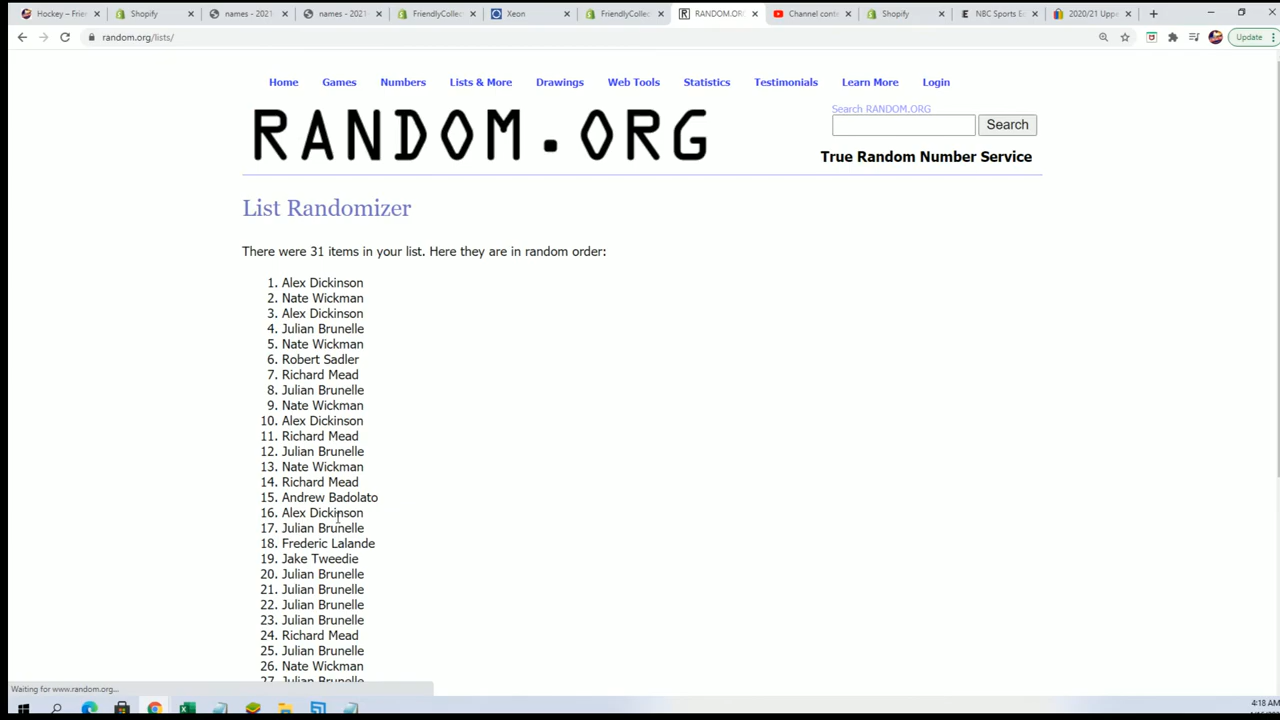 Hockey – Frie
Shopify
names - 2021
names - 2021
FriendlyCollec
Xeon
FriendlyCollec
RANDOM.ORG
Channel conte
Shopify
NBC Sports E
2020/21 Uppe
random.org/lists/
Update
Home Games Numbers Lists & More Drawings Web Tools Statistics Testimonials Learn More Login
RANDOM.ORG
Search RANDOM.ORG
Search
True Random Number Service
List Randomizer
There were 31 items in your list. Here they are in random order:
1. Alex Dickinson
2. Nate Wickman
3. Alex Dickinson
4. Julian Brunelle
5. Nate Wickman
6. Robert Sadler
7. Richard Mead
8. Julian Brunelle
9. Nate Wickman
10. Alex Dickinson
11. Richard Mead
12. Julian Brunelle
13. Nate Wickman
14. Richard Mead
15. Andrew Badolato
16. Alex Dickinson
17. Julian Brunelle
18. Frederic Lalande
19. Jake Tweedie
20. Julian Brunelle
21. Julian Brunelle
22. Julian Brunelle
23. Julian Brunelle
24. Richard Mead
25. Julian Brunelle
26. Nate Wickman
27. Julian Brunelle
Waiting for www.random.org...
4:18 AM